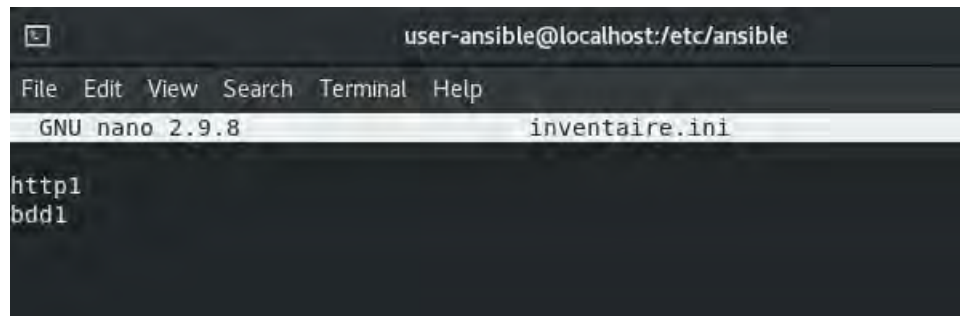 user-ansible@localhost:/etc/ansible
File Edit View Search Terminal Help
GNU nano 2.9.8 inventaire.ini
http1
bdd1